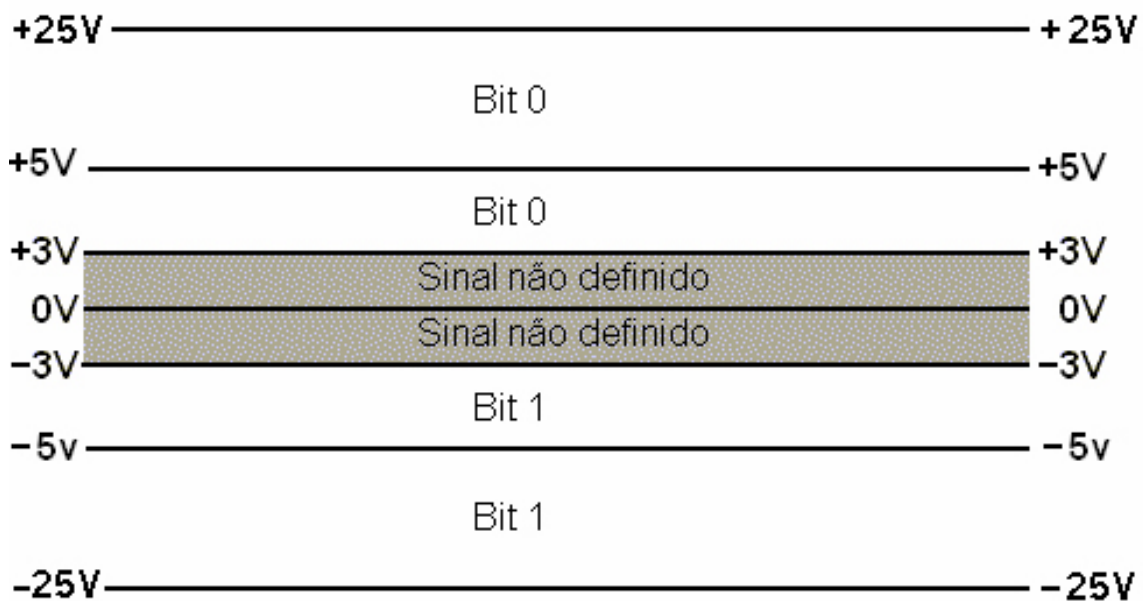 +25V + 25V
Bit 0
+5V +5V
Bit 0
+3V +3V
Sinal não definido
0V 0V
Sinal não definido
−3V −3V
Bit 1
−5v −5v
Bit 1
−25V −25V